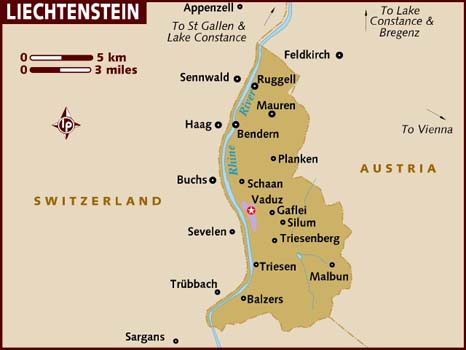 LIECHTENSTEIN
Appenzell
To St Gallen &
Lake Constance
To Lake
Constance &
Bregenz
0 5 km
0 3 miles
Feldkirch
Sennwald
Ruggell
River
Mauren
Haag
Bendern
To Vienna
Rhine
Planken
AUSTRIA
Buchs
Schaan
SWITZERLAND
Vaduz
Gaflei
Silum
Sevelen
Triesenberg
Triesen
Malbun
Trübbach
Balzers
Sargans